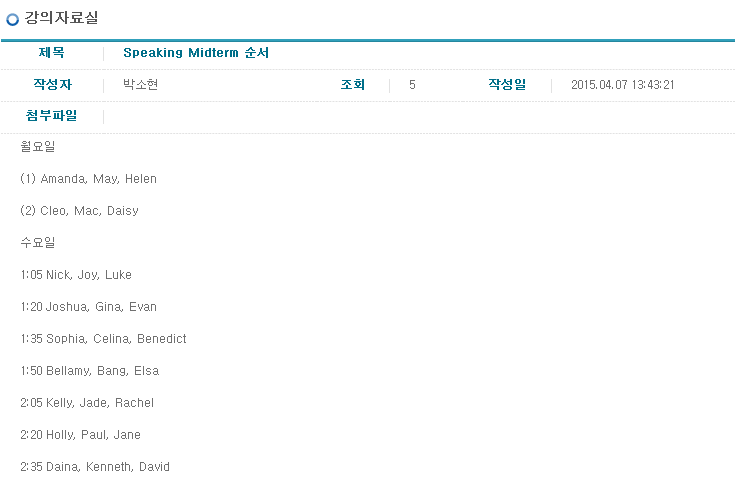 강의자료실
제목 Speaking Midterm 순서
작성자 박소현 조회 5 작성일 2015.04.07 13:43:21
첨부파일
월요일
(1) Amanda, May, Helen
(2) Cleo, Mac, Daisy
수요일
1:05 Nick, Joy, Luke
1:20 Joshua, Gina, Evan
1:35 Sophia, Celina, Benedict
1:50 Bellamy, Bang, Elsa
2:05 Kelly, Jade, Rachel
2:20 Holly, Paul, Jane
2:35 Daina, Kenneth, David